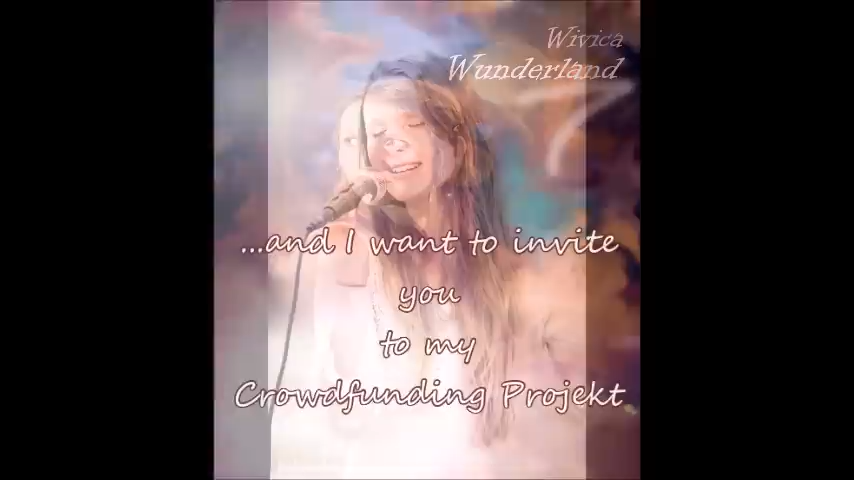 Wivica
Wunderland
...and I want to invite
you
to my
Crowdfunding Projekt